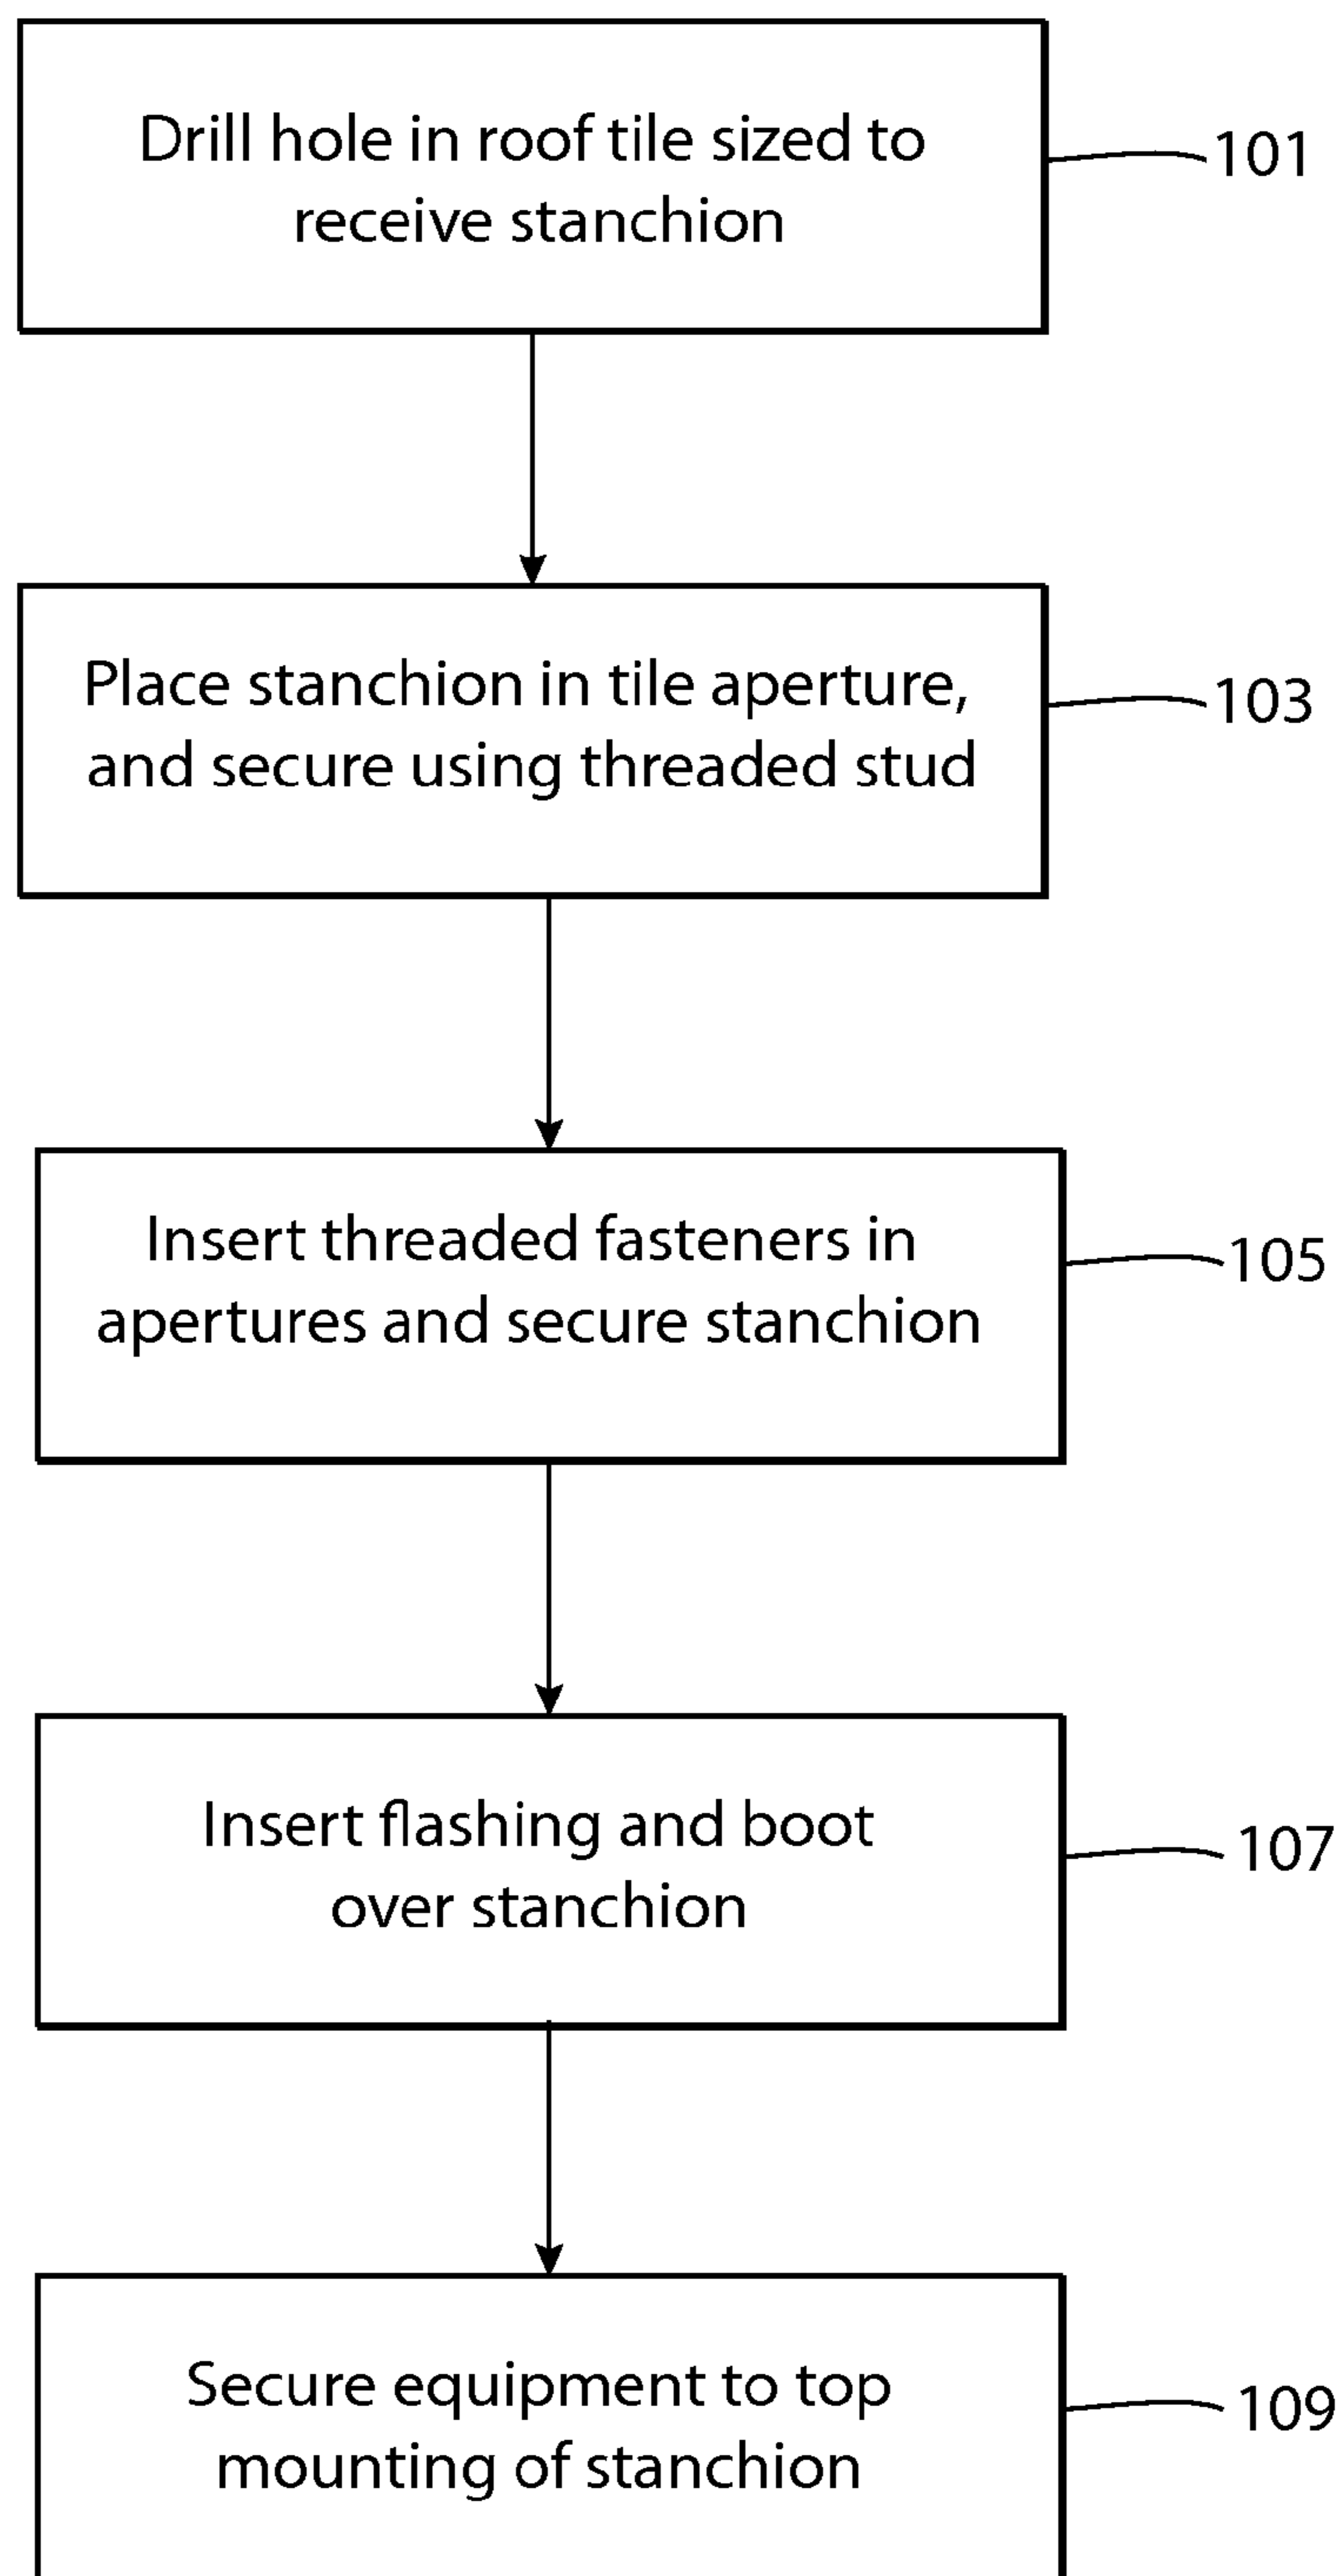 Drill hole in roof tile sized to
receive stanchion
101
Place stanchion in tile aperture,
and secure using threaded stud
103
Insert threaded fasteners in
apertures and secure stanchion
105
Insert flashing and boot
over stanchion
107
Secure equipment to top
mounting of stanchion
109